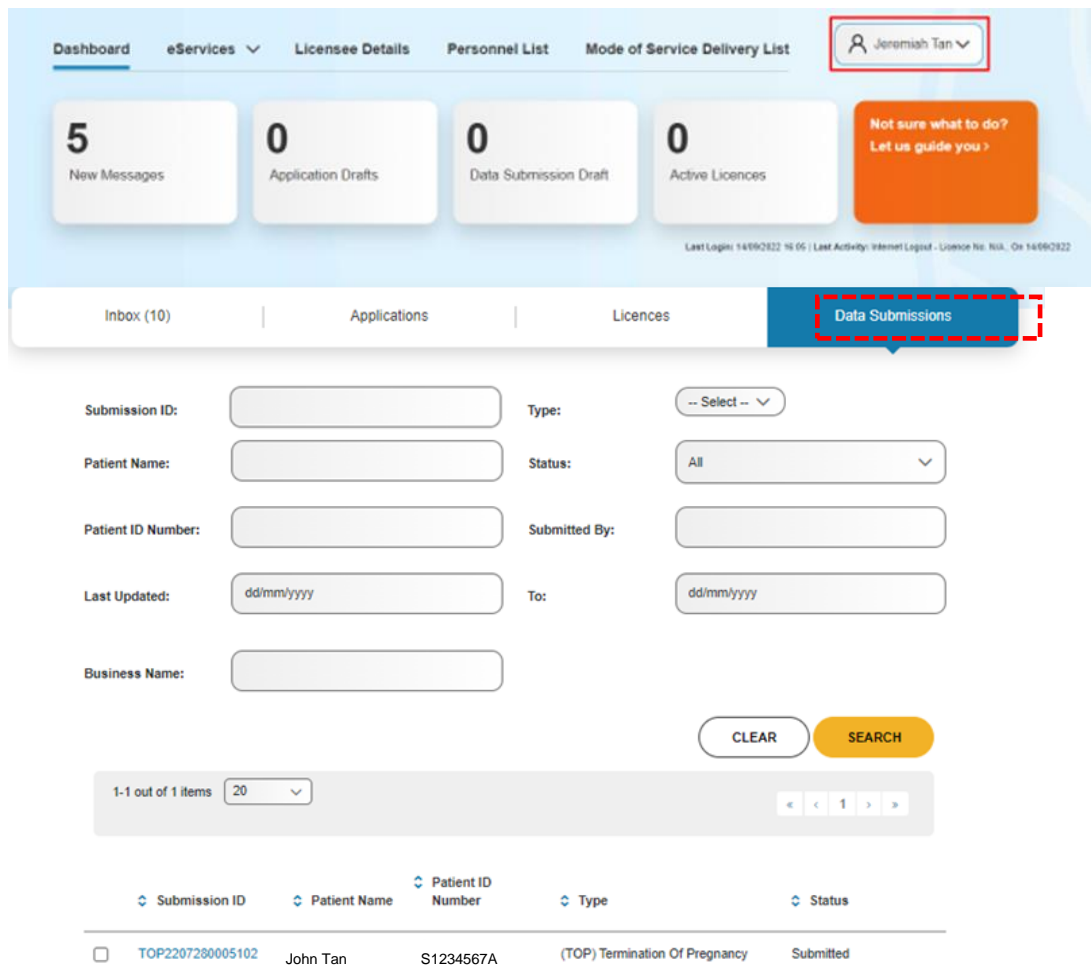 Dashboard eServices Licensee Details Personnel List Mode of Service Delivery List Jeremiah Tan
5 0 0 0 Not sure what to do?
Let us guide you >
New Messages Application Drafts Data Submission Draft Active Licences
Last Login: 14/09/2022 16:05 | Last Activity: Internet Logout - Licence No. N/A, On 14/09/2022
Inbox (10) Applications Licences Data Submissions
Submission ID: Type: -- Select --
Patient Name: Status: All
Patient ID Number: Submitted By:
Last Updated: dd/mm/yyyy To: dd/mm/yyyy
Business Name:
CLEAR SEARCH
1-1 out of 1 items 20 « ‹ 1 › »
Submission ID Patient Name Patient ID Number Type Status
TOP2207280005102 John Tan S1234567A (TOP) Termination Of Pregnancy Submitted